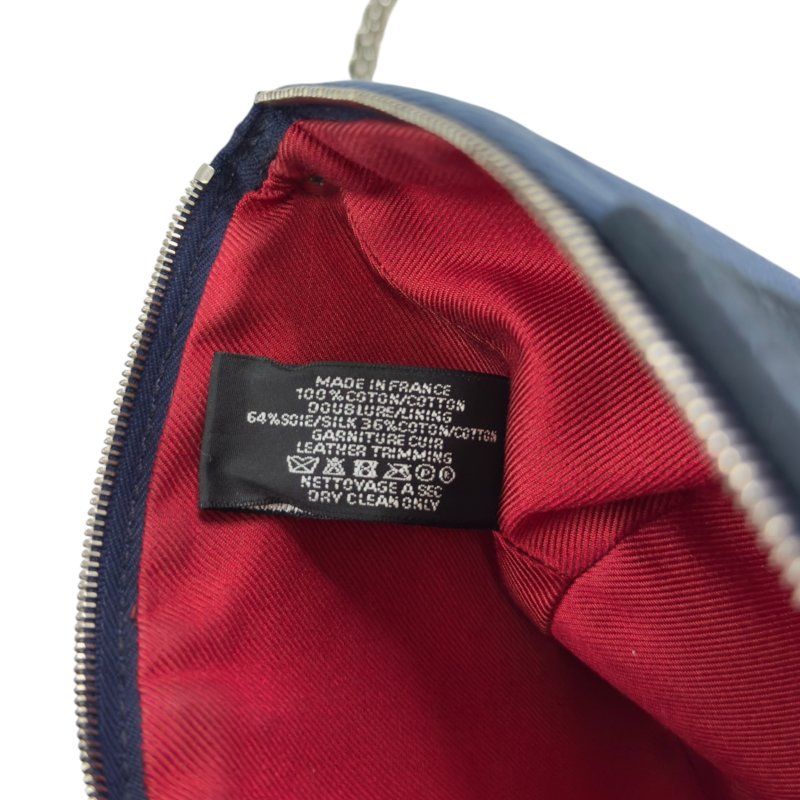 MADE IN FRANCE
100%COTON/COTTON
DOUBLURE/LINING
64%SOIE/SILK 36%COTON/COTTON
GARNITURE CUIR
LEATHER TRIMMING
NETTOYAGE A SEC
DRY CLEAN ONLY